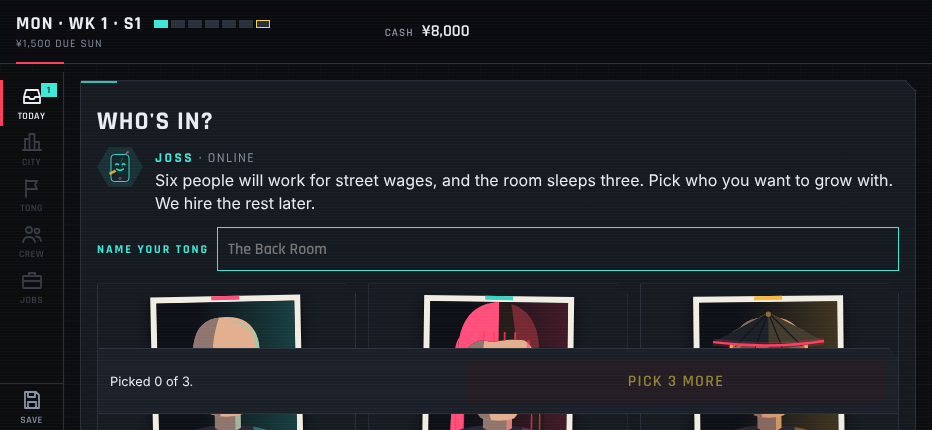 MON · WK 1 · S1
¥1,500 DUE SUN
CASH ¥8,000
1
TODAY
CITY
TONG
CREW
JOBS
SAVE
WHO'S IN?
JOSS · ONLINE
Six people will work for street wages, and the room sleeps three. Pick who you want to grow with.
We hire the rest later.
NAME YOUR TONG The Back Room
Picked 0 of 3.
PICK 3 MORE